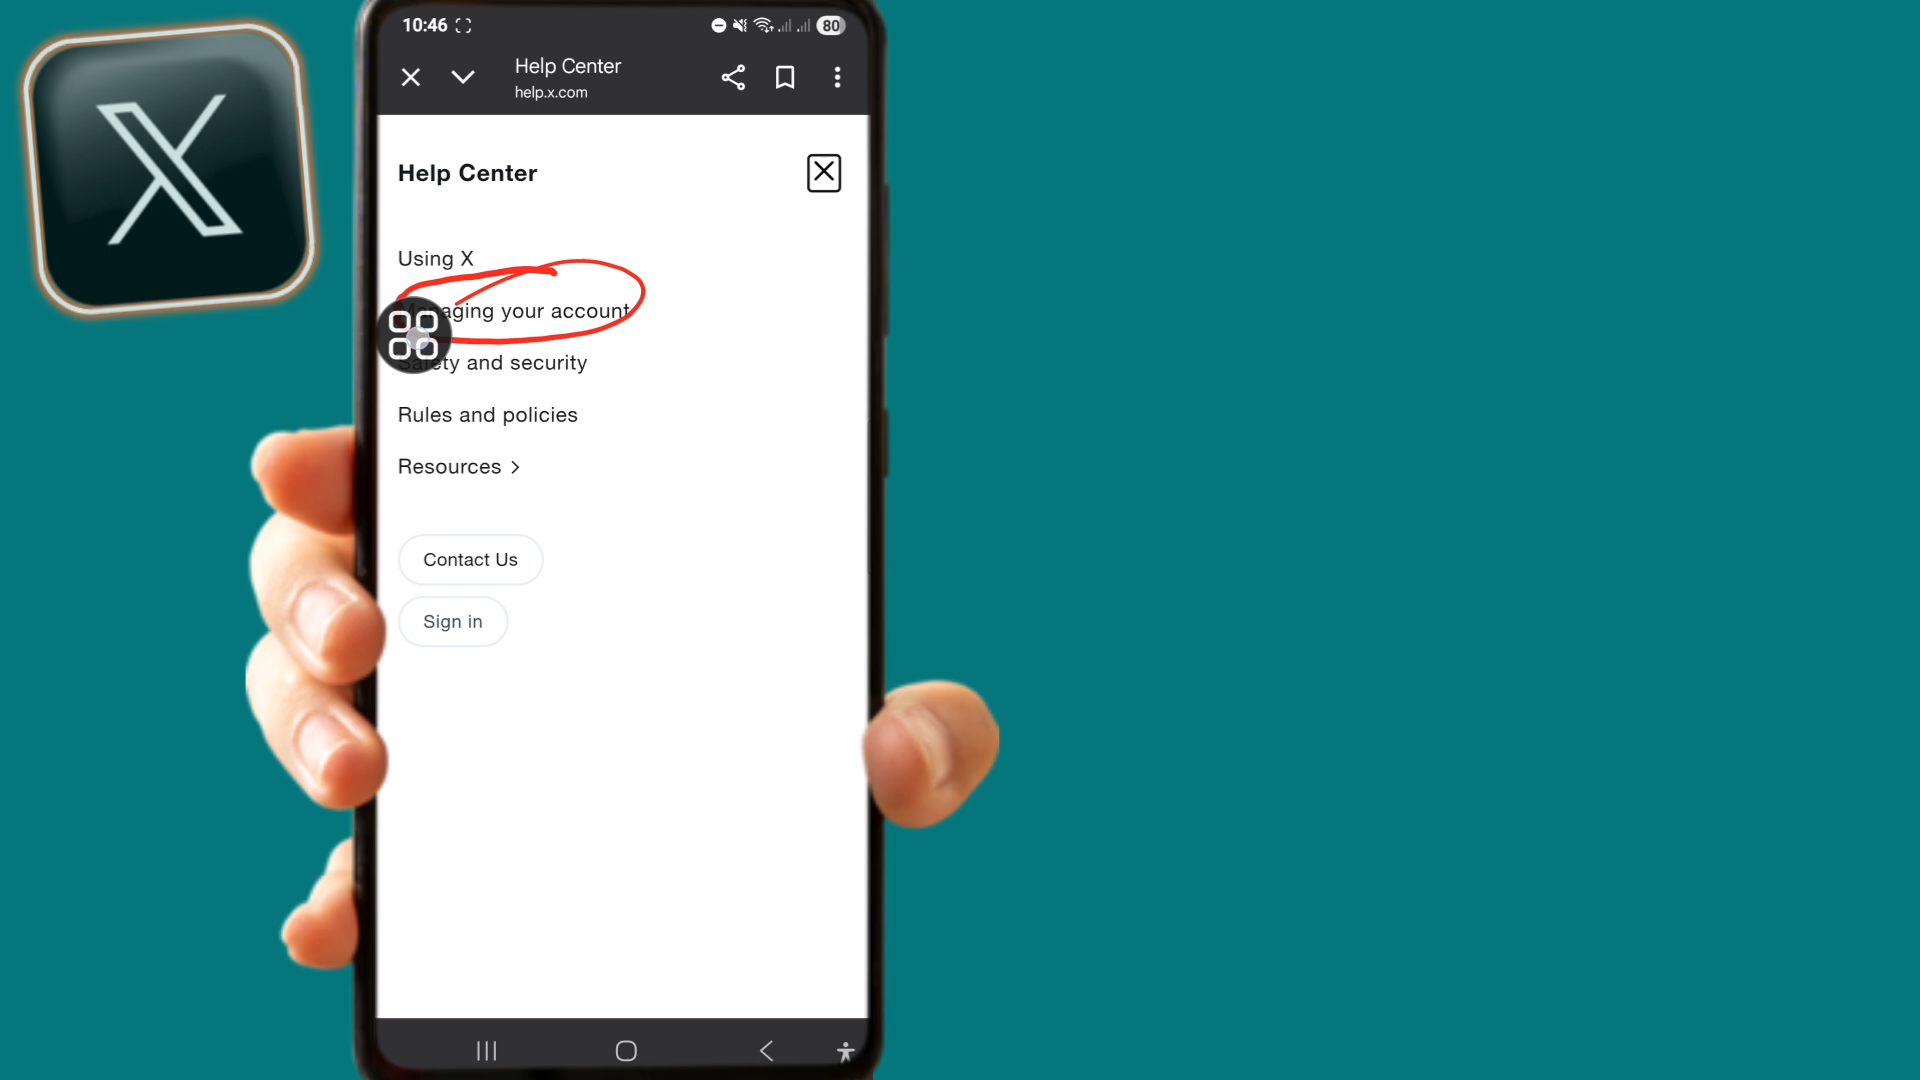 10:46
80
Help Center
help.x.com
Help Center
Using X
Managing your account
Safety and security
Rules and policies
Resources >
Contact Us
Sign in